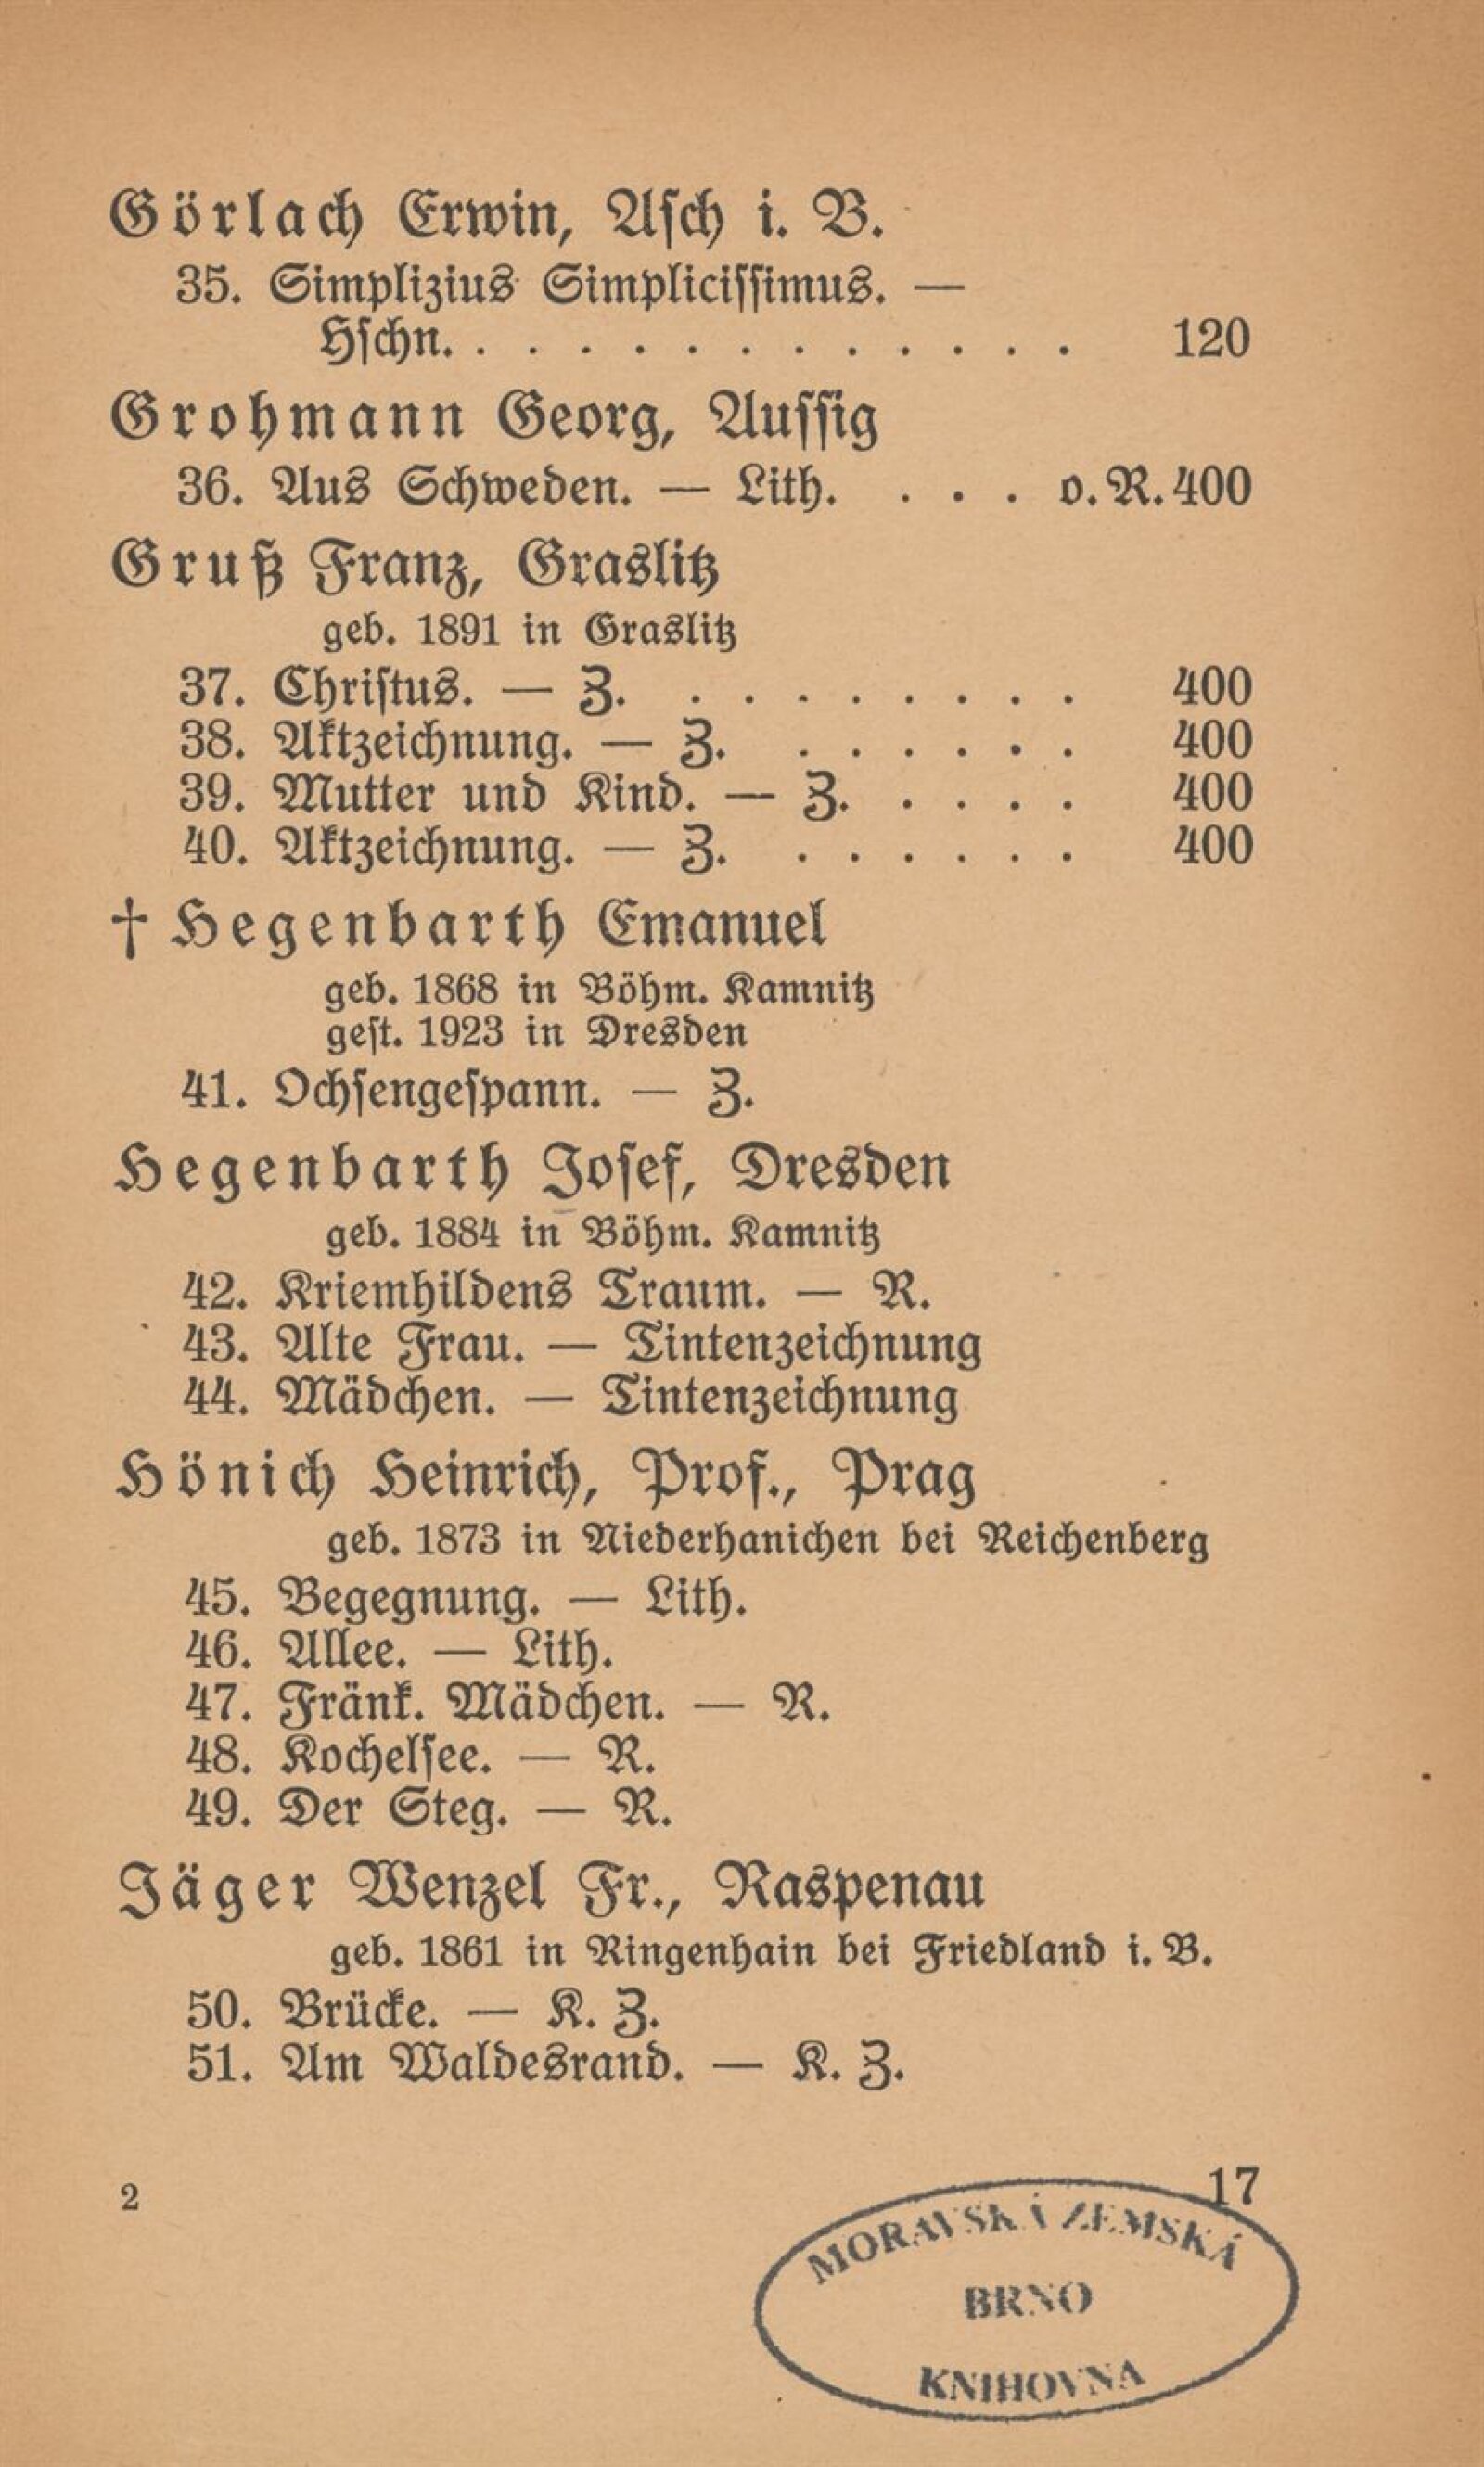 Görlach Erwin, Asch i. B.
35. Simplizius Simplicissimus. —
Hschn. . . . . . . . . . . . . 120
Grohmann Georg, Aussig
36. Aus Schweden. — Lith. . . . o. R. 400
Gruß Franz, Graslitz
geb. 1891 in Graslitz
37. Christus. — Z. . . . . . . . . 400
38. Aktzeichnung. — Z. . . . . . . 400
39. Mutter und Kind. — Z. . . . . 400
40. Aktzeichnung. — Z. . . . . . . 400
† Hegenbarth Emanuel
geb. 1868 in Böhm. Kamnitz
gest. 1923 in Dresden
41. Ochsengespann. — Z.
Hegenbarth Josef, Dresden
geb. 1884 in Böhm. Kamnitz
42. Kriemhildens Traum. — R.
43. Alte Frau. — Tintenzeichnung
44. Mädchen. — Tintenzeichnung
Hönich Heinrich, Prof., Prag
geb. 1873 in Niederhanichen bei Reichenberg
45. Begegnung. — Lith.
46. Allee. — Lith.
47. Fränk. Mädchen. — R.
48. Kochelsee. — R.
49. Der Steg. — R.
Jäger Wenzel Fr., Raspenau
geb. 1861 in Ringenhain bei Friedland i. B.
50. Brücke. — K. Z.
51. Am Waldesrand. — K. Z.
2 17
MORAVSKÁ ZEMSKÁ
BRNO
KNIHOVNA